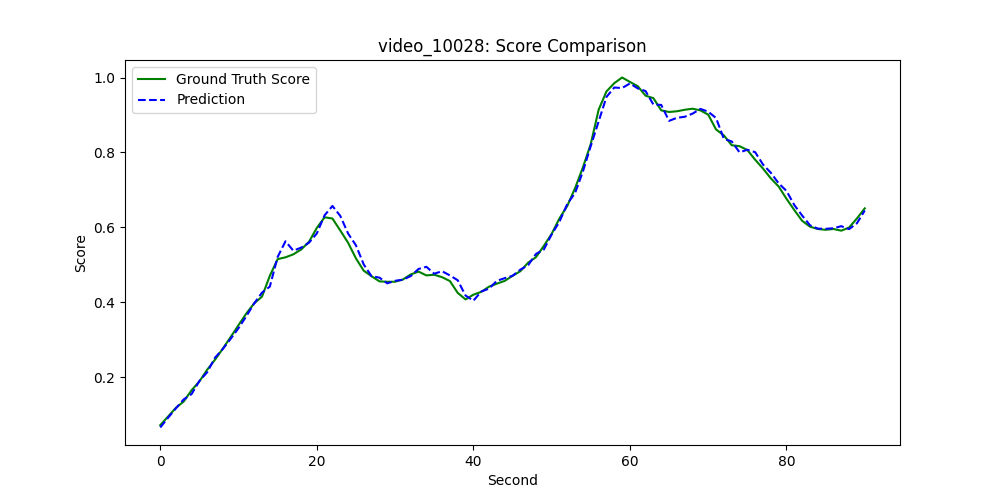 video_10028: Score Comparison
Ground Truth Score
Prediction
1.0
0.8
0.6
0.4
0.2
Score
0 20 40 60 80
Second